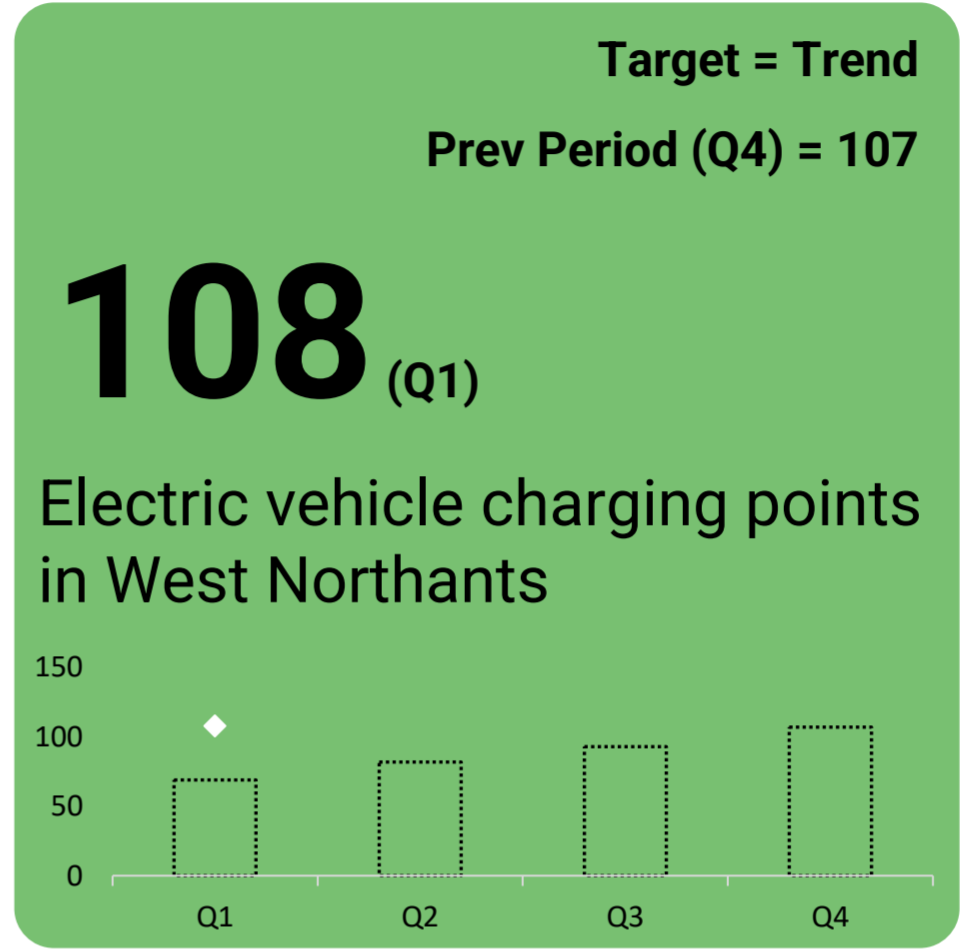 Target = Trend
Prev Period (Q4) = 107
108 (Q1)
Electric vehicle charging points
in West Northants
150
100
50
0
Q1 Q2 Q3 Q4